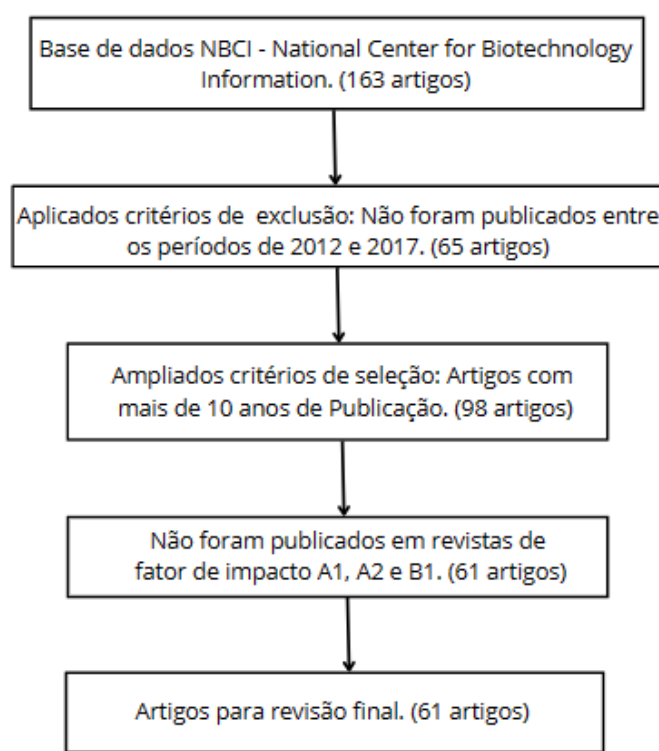 Base de dados NBCI - National Center for Biotechnology
Information. (163 artigos)
Aplicados critérios de exclusão: Não foram publicados entre
os períodos de 2012 e 2017. (65 artigos)
Ampliados critérios de seleção: Artigos com
mais de 10 anos de Publicação. (98 artigos)
Não foram publicados em revistas de
fator de impacto A1, A2 e B1. (61 artigos)
Artigos para revisão final. (61 artigos)